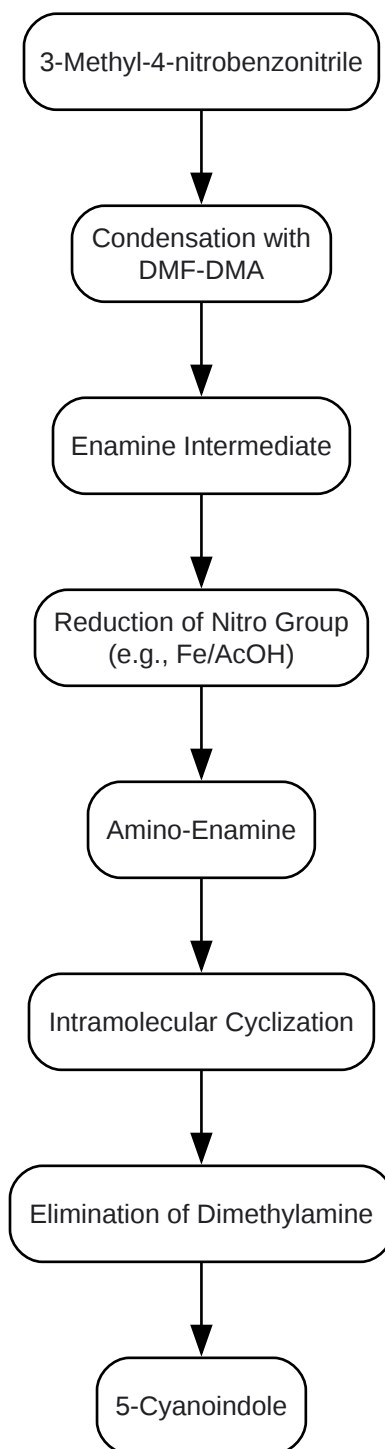 3-Methyl-4-nitrobenzonitrile
Condensation with
DMF-DMA
Enamine Intermediate
Reduction of Nitro Group
(e.g., Fe/AcOH)
Amino-Enamine
Intramolecular Cyclization
Elimination of Dimethylamine
5-Cyanoindole